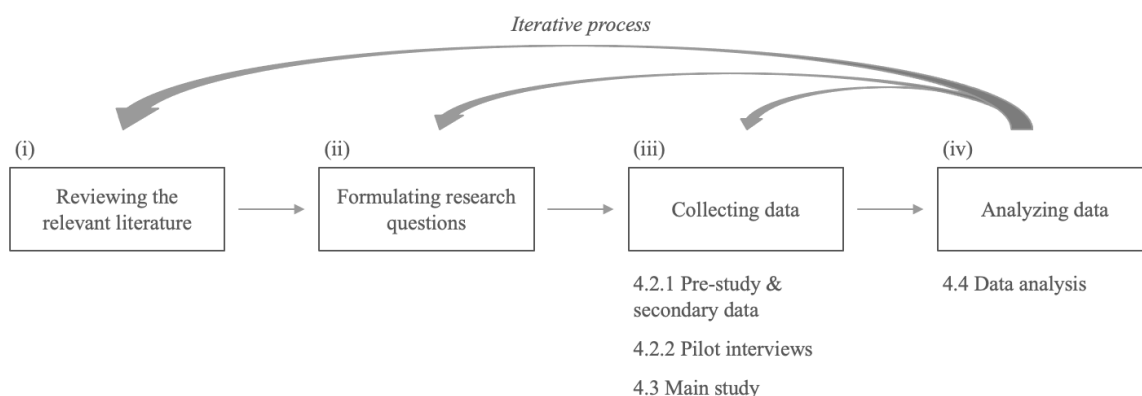 Iterative process
(i)
(ii)
(iii)
(iv)
Reviewing the
relevant literature
Formulating research
questions
Collecting data
Analyzing data
4.2.1 Pre-study &
secondary data
4.2.2 Pilot interviews
4.3 Main study
4.4 Data analysis